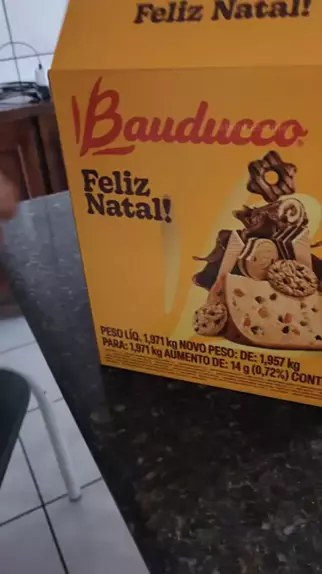 Feliz Natal!
Bauducco
Feliz
Natal!
PESO LÍQ. 1,971 kg NOVO PESO: DE: 1,957 kg
PARA: 1,971 kg AUMENTO DE: 14 g (0,72%) CONT